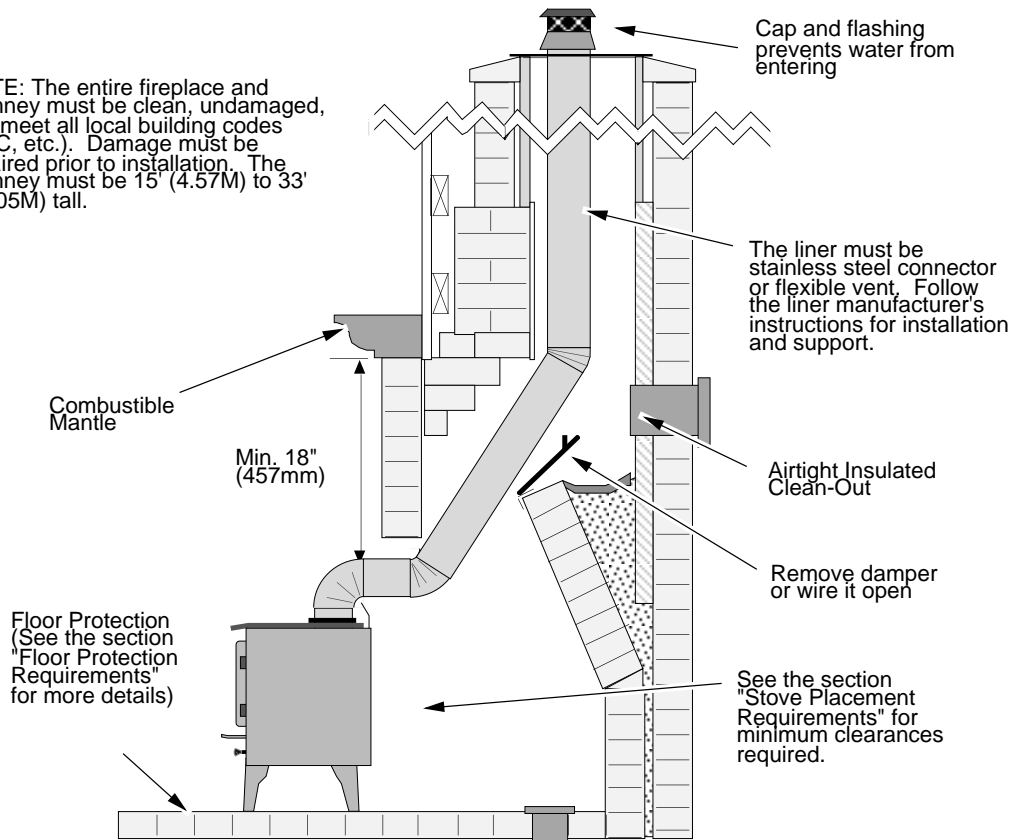 Cap and flashing
prevents water from
entering
TE: The entire fireplace and
nney must be clean, undamaged,
meet all local building codes
C, etc.). Damage must be
ired prior to installation. The
nney must be 15' (4.57M) to 33'
05M) tall.
The liner must be
stainless steel connector
or flexible vent. Follow
the liner manufacturer's
instructions for installation
and support.
Combustible
Mantle
Min. 18"
(457mm)
Airtight Insulated
Clean-Out
Remove damper
or wire it open
Floor Protection
(See the section
"Floor Protection
Requirements"
for more details)
See the section
"Stove Placement
Requirements" for
minimum clearances
required.